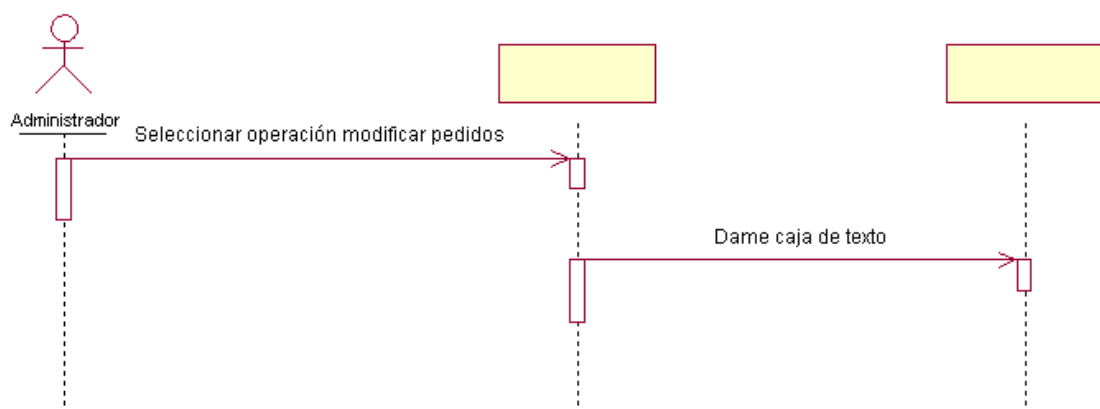 Administrador
Seleccionar operación modificar pedidos
Dame caja de texto